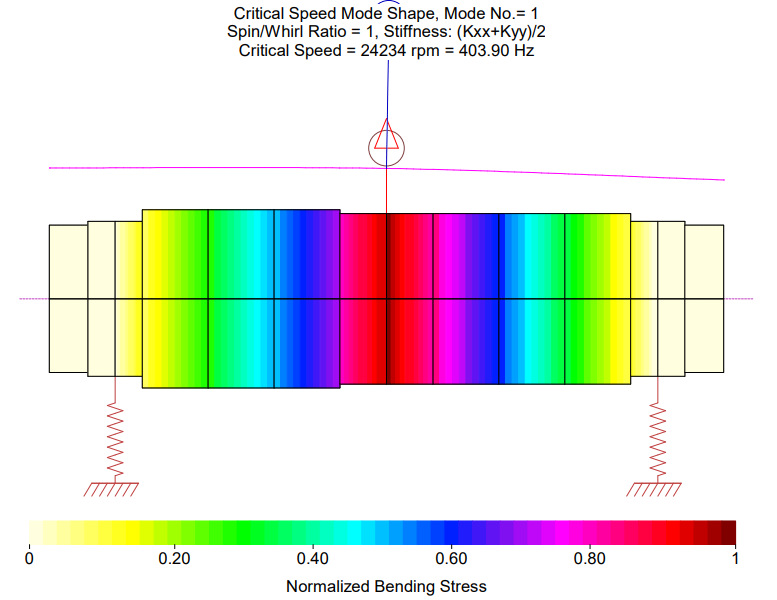 Critical Speed Mode Shape, Mode No.= 1
Spin/Whirl Ratio = 1, Stiffness: (Kxx+Kyy)/2
Critical Speed = 24234 rpm = 403.90 Hz
0 0.20 0.40 0.60 0.80 1
Normalized Bending Stress